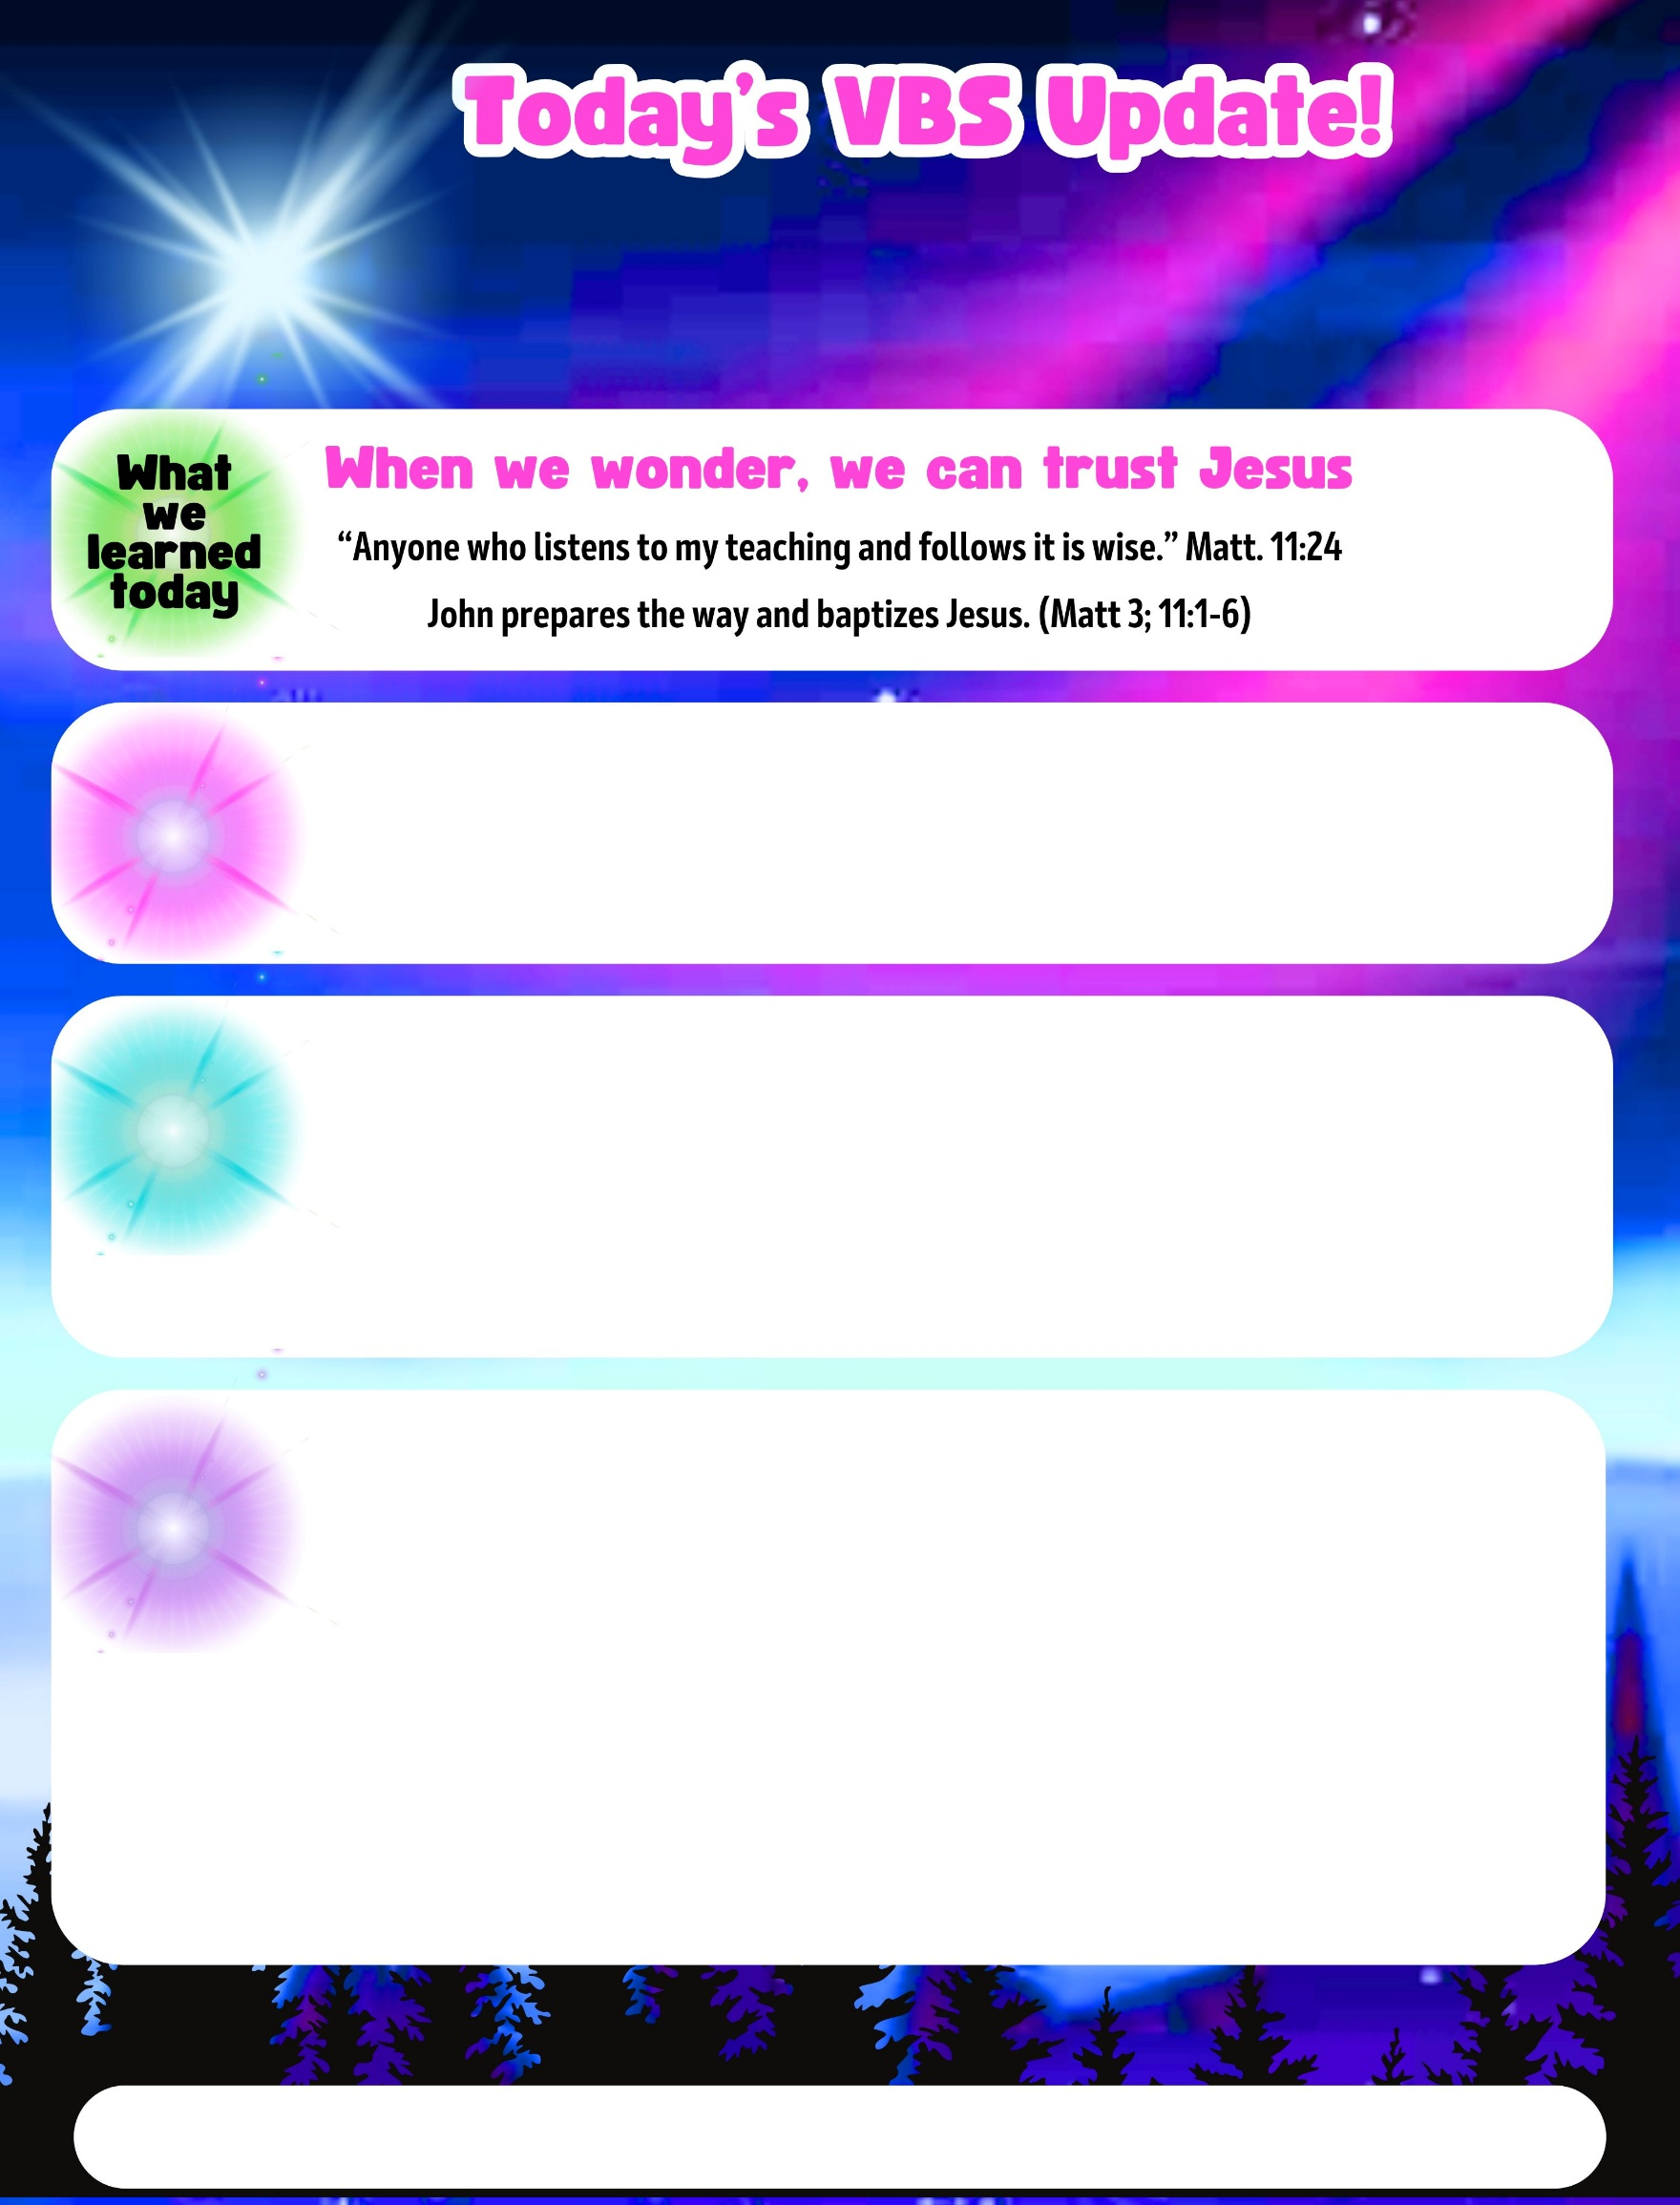 Today's VBS Update!
What
we
learned
today
When we wonder, we can trust Jesus
“Anyone who listens to my teaching and follows it is wise.” Matt. 11:24
John prepares the way and baptizes Jesus. (Matt 3; 11:1-6)